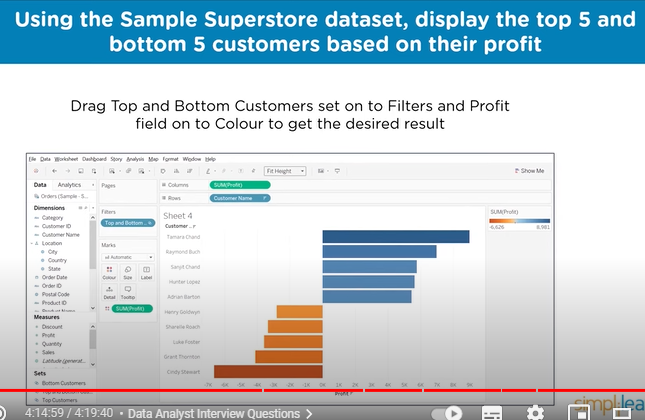 Using the Sample Superstore dataset, display the top 5 and
bottom 5 customers based on their profit
Drag Top and Bottom Customers set on to Filters and Profit
field on to Colour to get the desired result
File Data Worksheet Dashboard Story Analysis Map Format Window Help
Fit Height
Show Me
Data Analytics
Pages
Columns
SUM(Profit)
Orders (Sample - S...
Rows
Customer Name
Dimensions
Filters
Sheet 4
SUM(Profit)
Category
Top and Bottom ..
Customer ..
-6,626 8,981
Customer ID
Customer Name
Marks
Tamara Chand
Location
Automatic
Raymond Buch
City
Country
Sanjit Chand
State
Colour Size Label
Hunter Lopez
Order Date
Order ID
Detail Tooltip
Adrian Barton
Postal Code
SUM(Profit)
Henry Goldwyn
Product ID
Product Name
Measures
Sharelle Roach
Discount
Luke Foster
Profit
Quantity
Grant Thornton
Sales
Latitude (generat...
Cindy Stewart
Sets
Bottom Customers
-7K -6K -5K -4K -3K -2K -1K 0K 1K 2K 3K 4K 5K 6K 7K 8K 9K
Profit
Top Customers
simplilea
4:14:59 / 4:19:40 • Data Analyst Interview Questions >